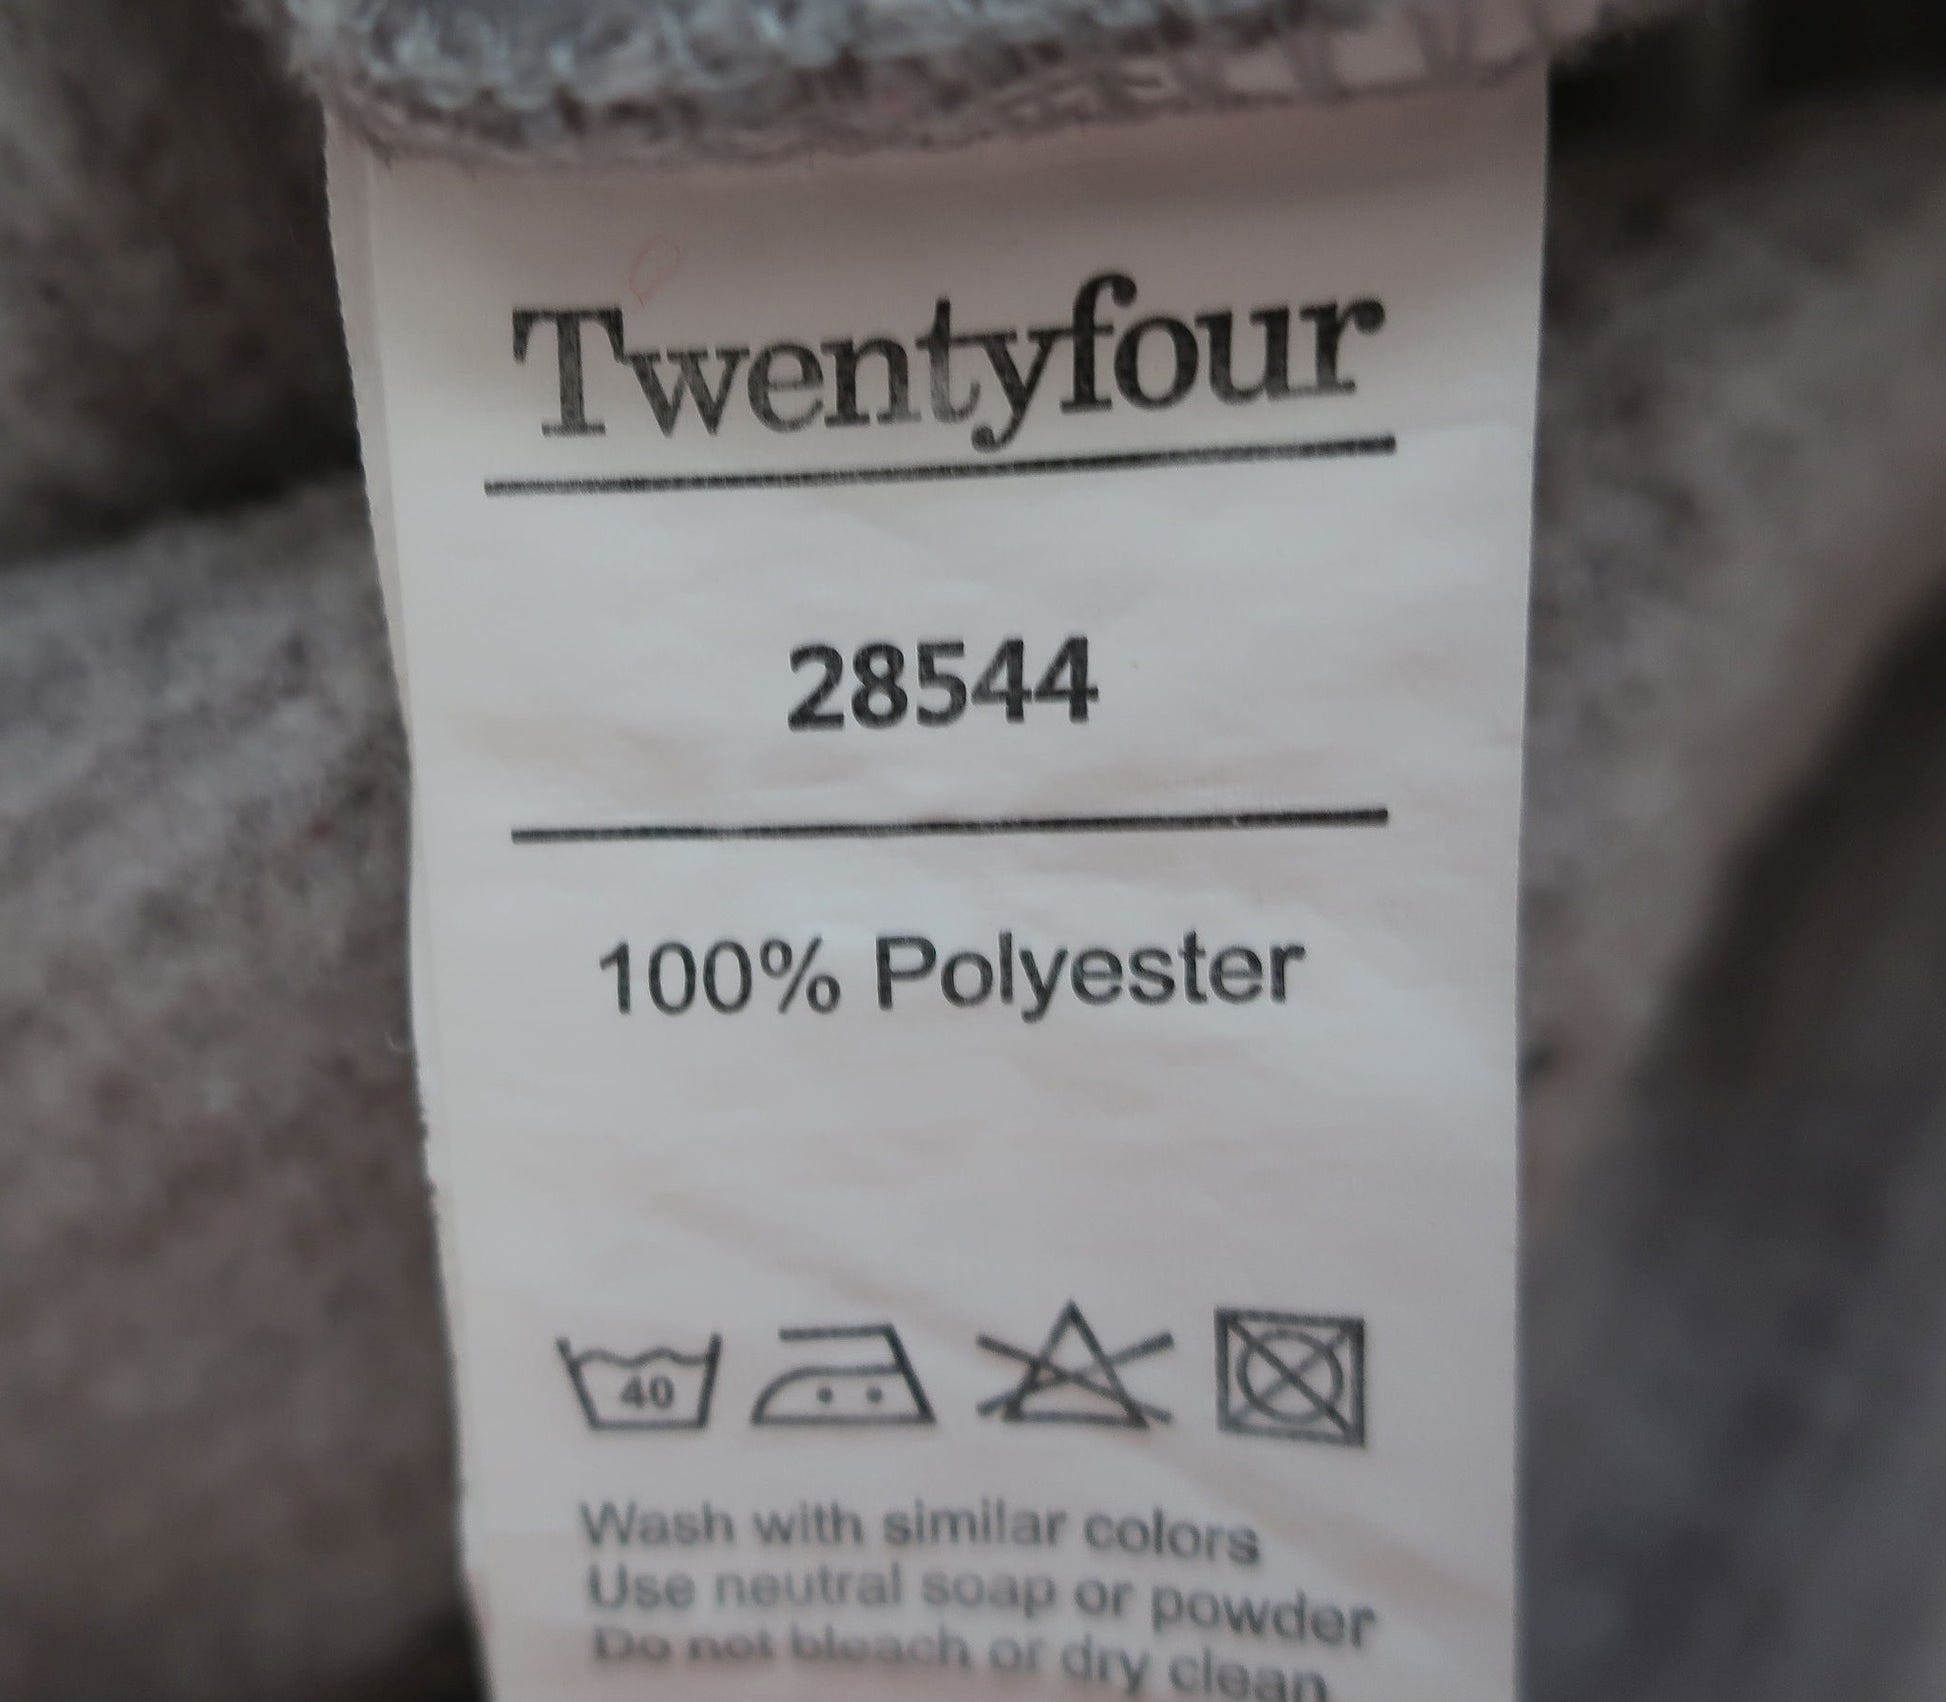 Twentyfour
28544
100% Polyester
40
Wash with similar colors
Use neutral soap or powder
Do not bleach or dry clean